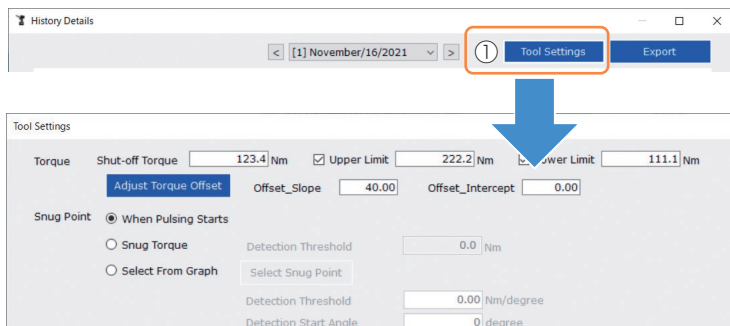 History Details
< [1] November/16/2021 > ① Tool Settings Export
Tool Settings
Torque Shut-off Torque 123.4 Nm Upper Limit 222.2 Nm 111.1 Nm
Adjust Torque Offset Offset_Slope 40.00 Offset_Intercept 0.00
Snug Point When Pulsing Starts
Snug Torque Detection Threshold 0.0 Nm
Select From Graph Select Snug Point
Detection Threshold 0.00 Nm/degree
Detection Start Angle 0 degree